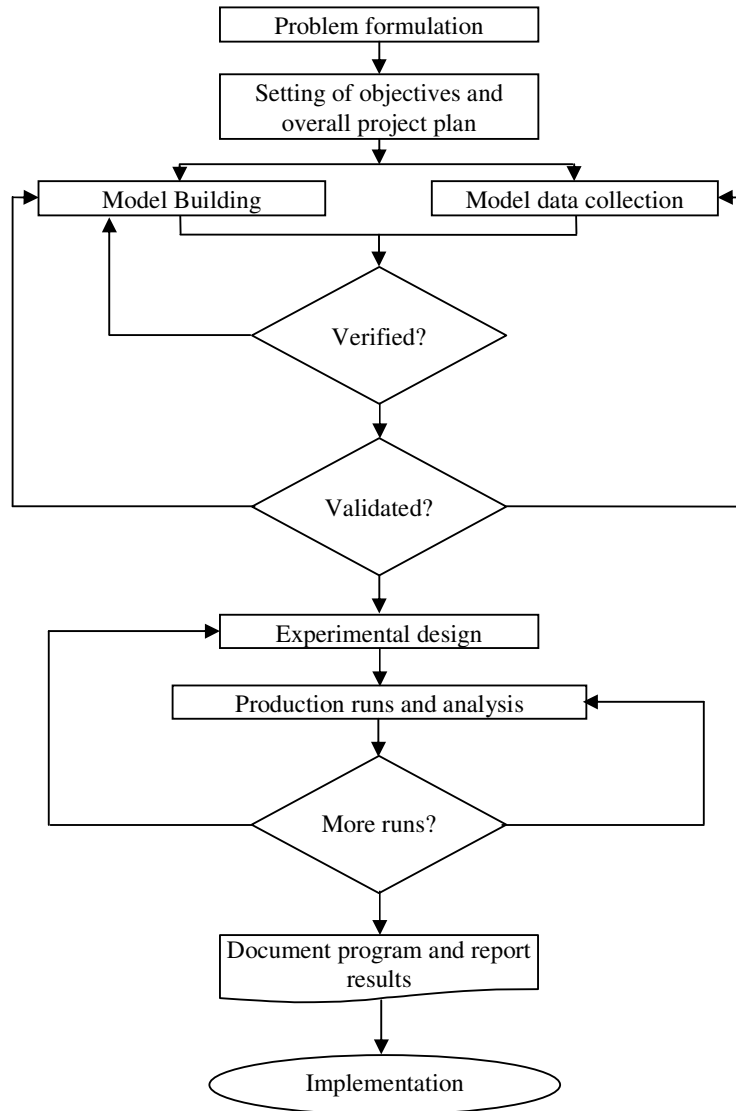 Problem formulation
Setting of objectives and
overall project plan
Model Building
Model data collection
Verified?
Validated?
Experimental design
Production runs and analysis
More runs?
Document program and report
results
Implementation